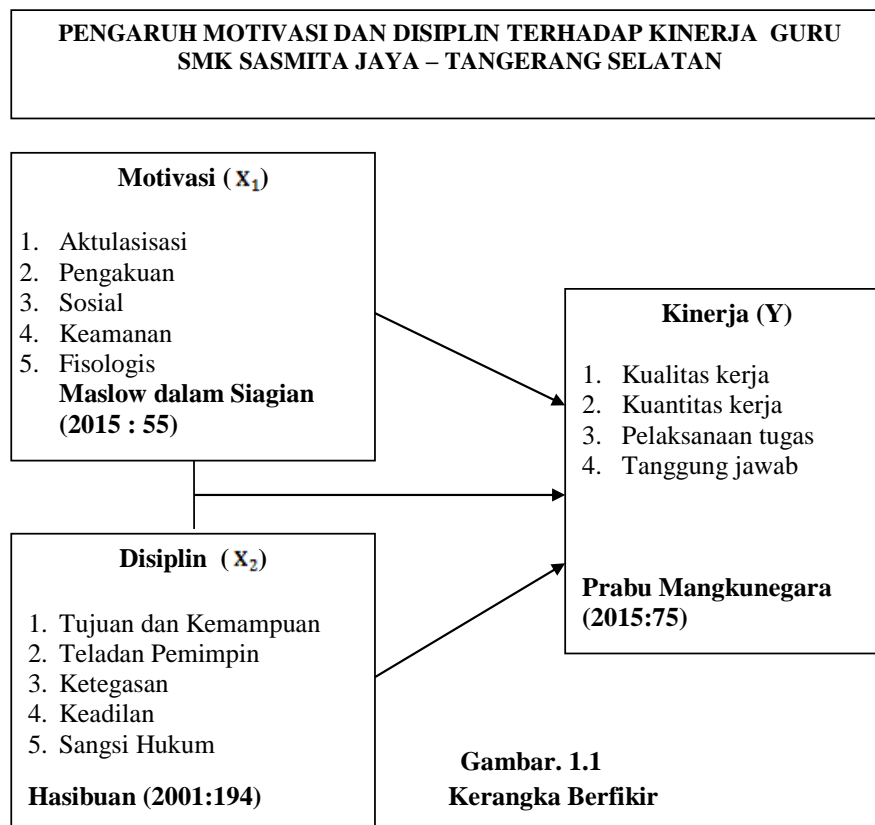 PENGARUH MOTIVASI DAN DISIPLIN TERHADAP KINERJA GURU
SMK SASMITA JAYA – TANGERANG SELATAN
Motivasi ( X₁)
1. Aktulasisasi
2. Pengakuan
3. Sosial
4. Keamanan
5. Fisologis
Maslow dalam Siagian
(2015 : 55)
Disiplin ( X₂)
1. Tujuan dan Kemampuan
2. Teladan Pemimpin
3. Ketegasan
4. Keadilan
5. Sangsi Hukum
Hasibuan (2001:194)
Kinerja (Y)
1. Kualitas kerja
2. Kuantitas kerja
3. Pelaksanaan tugas
4. Tanggung jawab
Prabu Mangkunegara
(2015:75)
Gambar. 1.1
Kerangka Berfikir